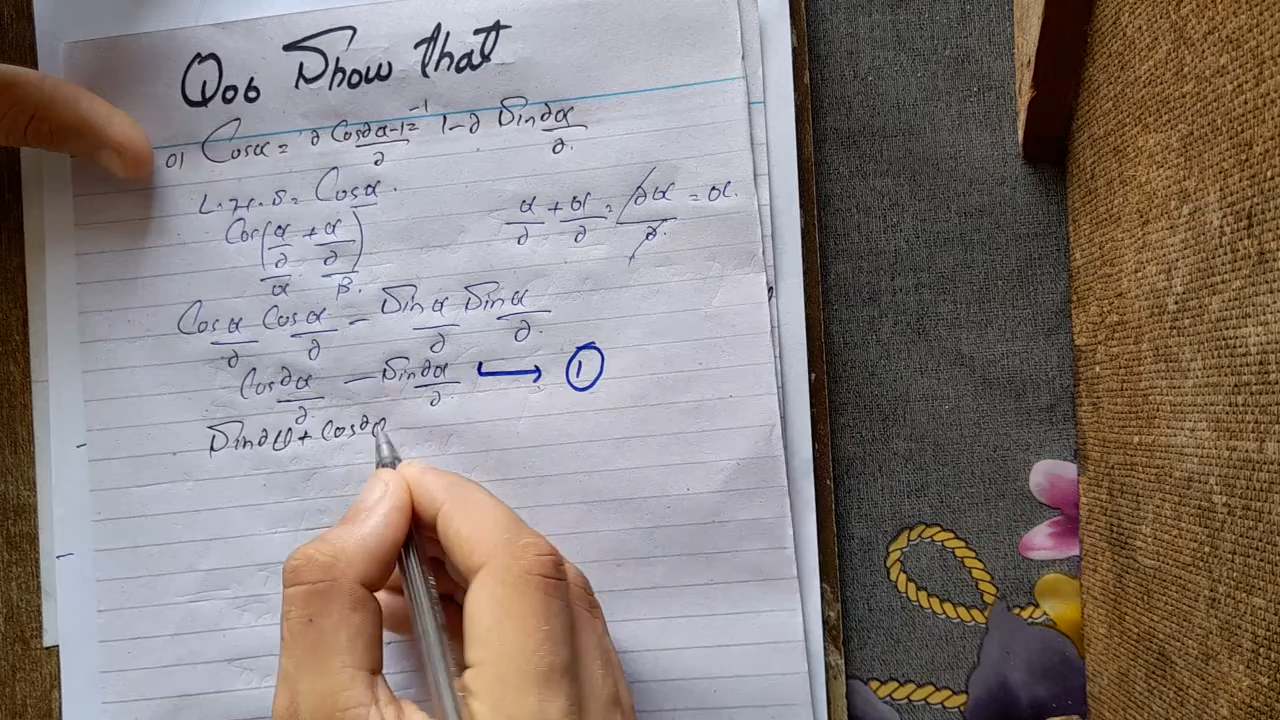 Q06 Show that
01 Cosα = 2 Cos2α/2 - 1 = 1 - 2 Sin2α/2.
L.H.S = Cosα.
Cos(α/2 + α/2)
α/2 + α/2 = 2α/2 = α.
α β.
Cosα/2 Cosα/2 - Sinα/2 Sinα/2.
Cos2α/2 - Sin2α/2. → 1
Sin2θ + Cos2θ